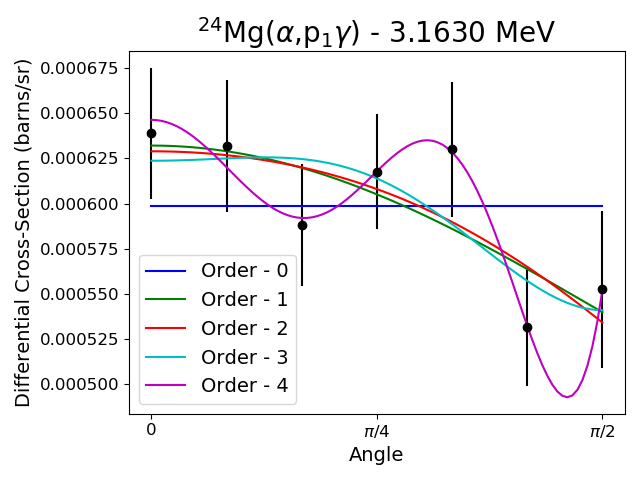 ²⁴Mg(α,p₁γ) - 3.1630 MeV
Differential Cross-Section (barns/sr)
0.000675
0.000650
0.000625
0.000600
0.000575
0.000550
0.000525
0.000500
Order - 0
Order - 1
Order - 2
Order - 3
Order - 4
0
π/4
π/2
Angle